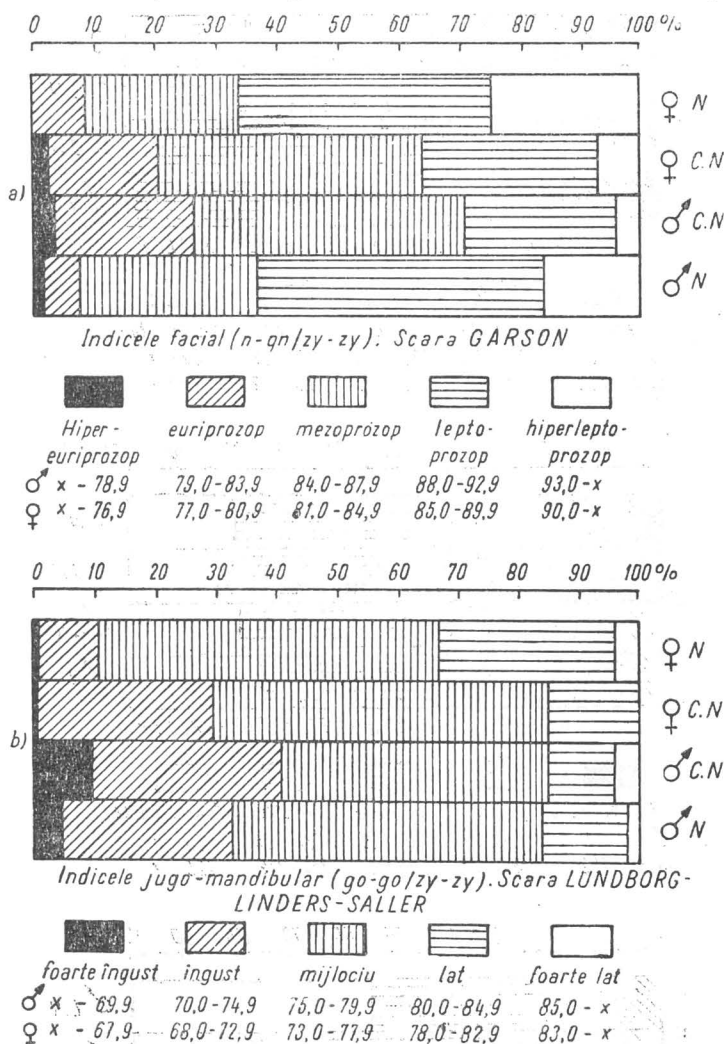 0 10 20 30 40 50 60 70 80 90 100 %
♀ N
♀ C.N
a)
♂ C.N
♂ N
Indicele facial (n-gn/zy-zy). Scara GARSON
Hiper- euriprozop mezoprozop lepto- hiperlepto-
euriprozop prozop prozop
♂ x - 78,9 79,0-83,9 84,0-87,9 88,0-92,9 93,0-x
♀ x - 76,9 77,0-80,9 81,0-84,9 85,0-89,9 90,0-x
0 10 20 30 40 50 60 70 80 90 100%
♀ N
♀ C.N
b)
♂ C.N
♂ N
Indicele jugo-mandibular (go-go/zy-zy). Scara LUNDBORG-
LINDERS-SALLER
foarte îngust îngust mijlociu lat foarte lat
♂ x - 69,9 70,0-74,9 75,0-79,9 80,0-84,9 85,0 - x
♀ x - 67,9 68,0-72,9 73,0-77,9 78,0-82,9 83,0 - x